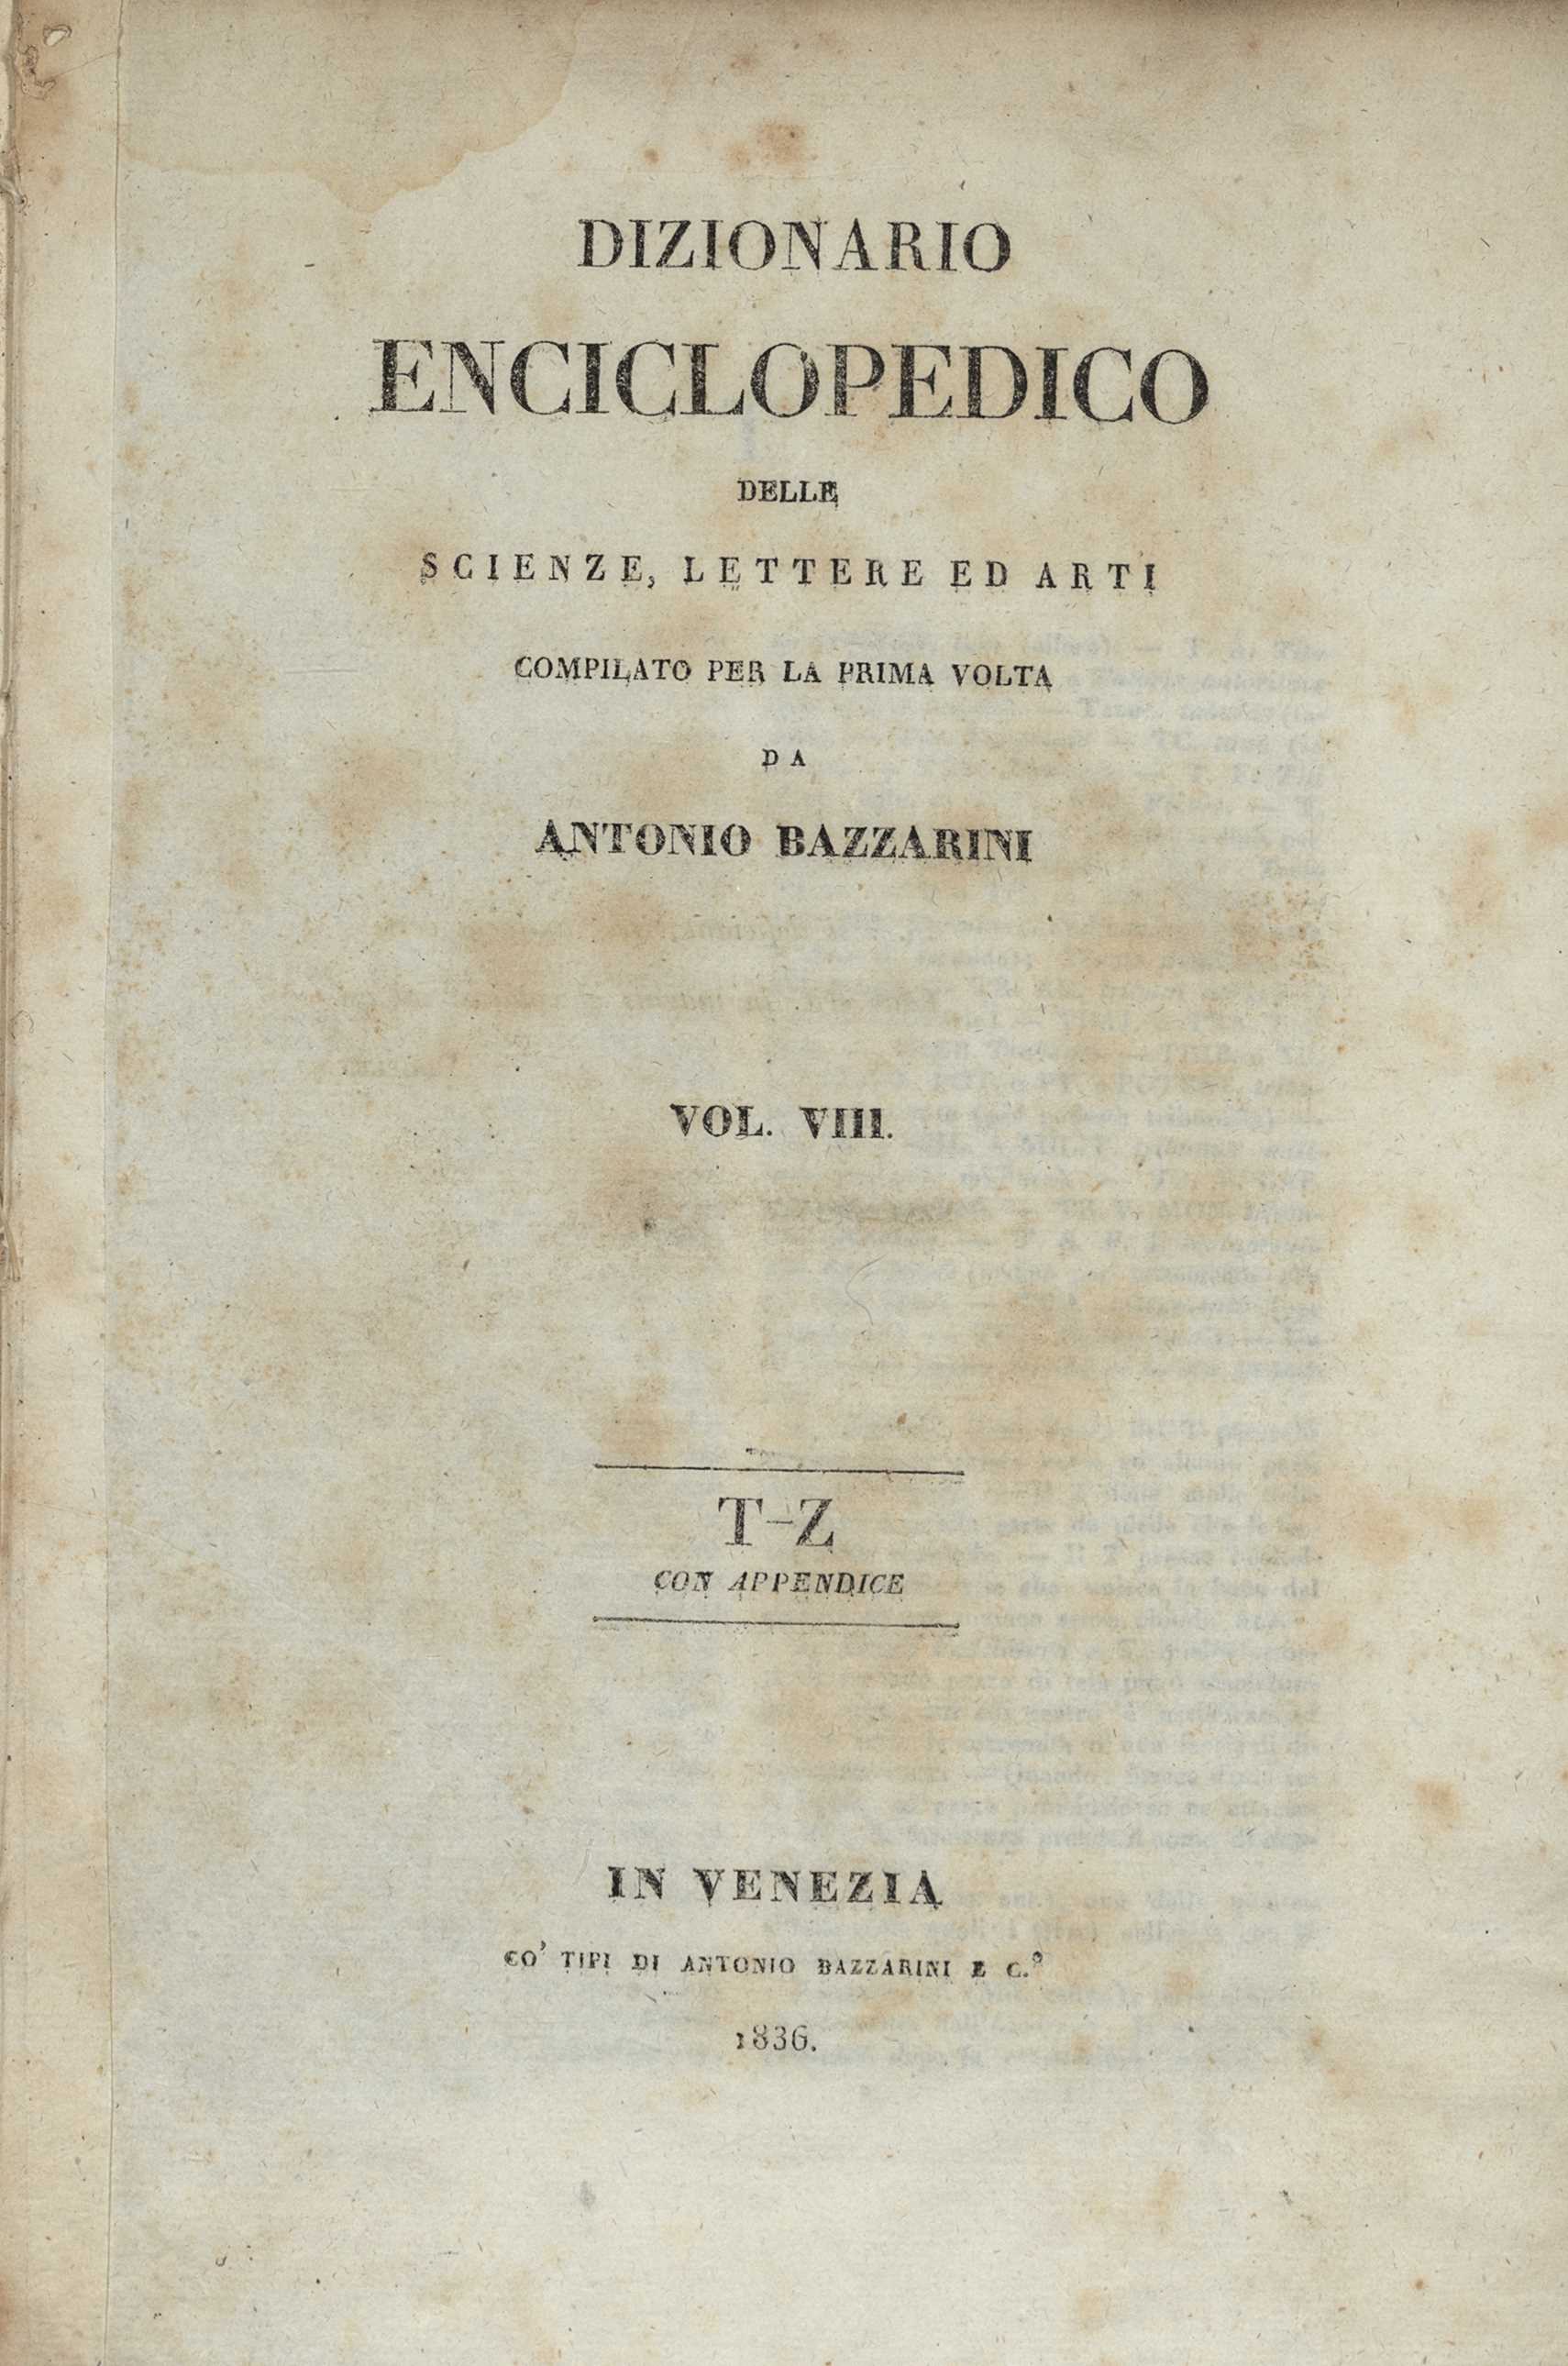 DIZIONARIO
ENCICLOPEDICO
DELLE
SCIENZE, LETTERE ED ARTI
COMPILATO PER LA PRIMA VOLTA
DA
ANTONIO BAZZARINI
VOL. VIII.
T-Z
CON APPENDICE
IN VENEZIA
CO' TIPI DI ANTONIO BAZZARINI E C.º
1836.